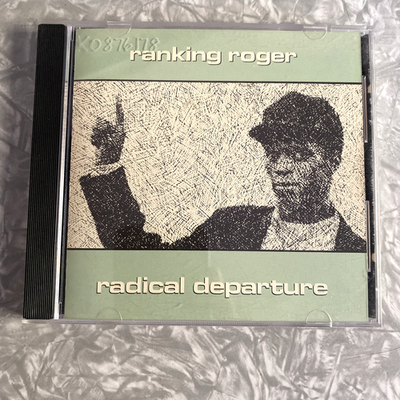 KO876178
ranking roger
radical departure